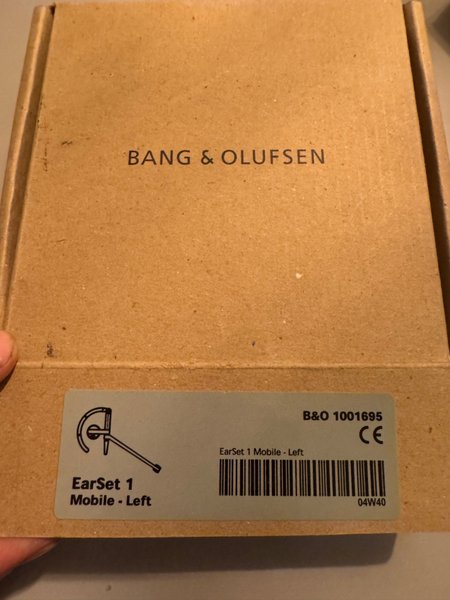 BANG & OLUFSEN
B&O 1001695
CE
EarSet 1 Mobile - Left
04W40
EarSet 1
Mobile - Left